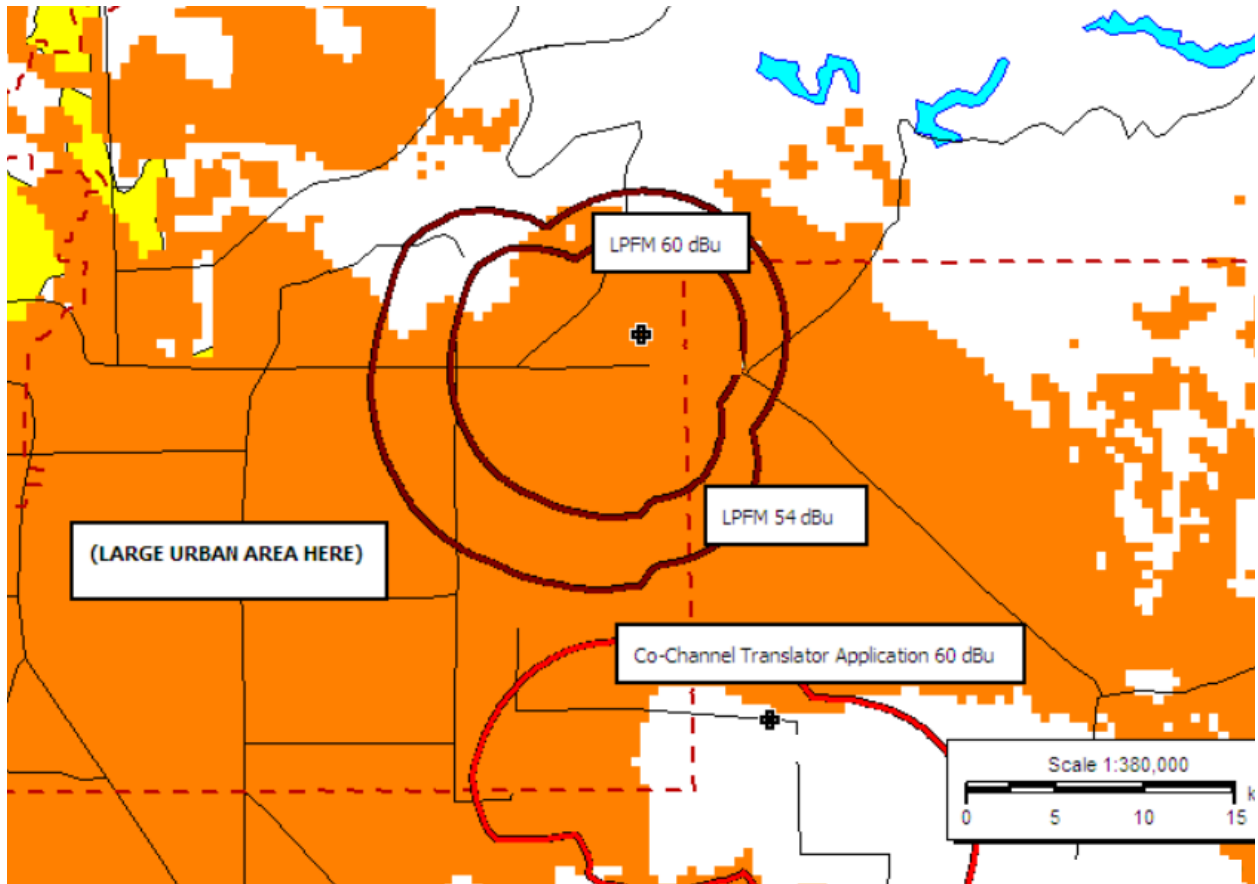 LPFM 60 dBu
LPFM 54 dBu
(LARGE URBAN AREA HERE)
Co-Channel Translator Application 60 dBu
Scale 1:380,000
k
0 5 10 15